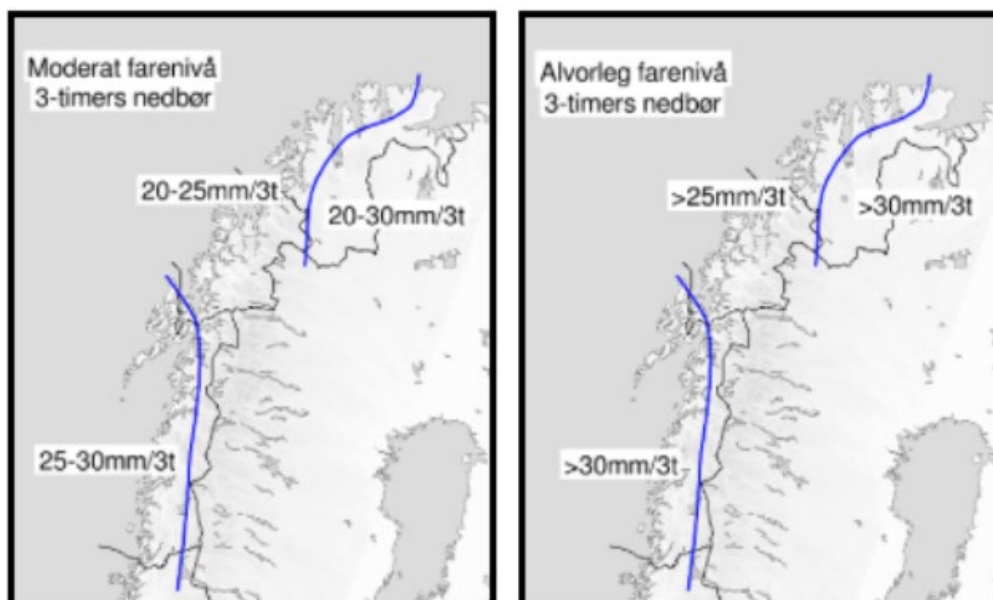 Moderat farenivå
3-timers nedbør
20-25mm/3t
20-30mm/3t
25-30mm/3t
Alvorleg farenivå
3-timers nedbør
>25mm/3t
>30mm/3t
>30mm/3t